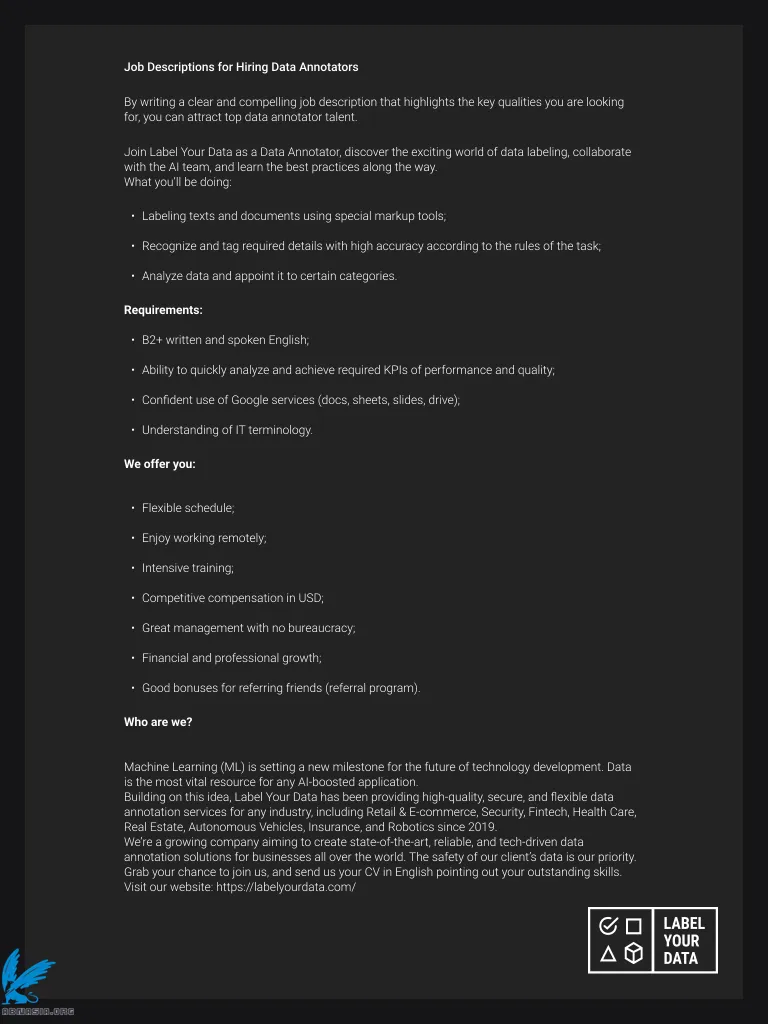 Job Descriptions for Hiring Data Annotators
By writing a clear and compelling job description that highlights the key qualities you are looking
for, you can attract top data annotator talent.
Join Label Your Data as a Data Annotator, discover the exciting world of data labeling, collaborate
with the AI team, and learn the best practices along the way.
What you'll be doing:
• Labeling texts and documents using special markup tools;
• Recognize and tag required details with high accuracy according to the rules of the task;
• Analyze data and appoint it to certain categories.
Requirements:
• B2+ written and spoken English;
• Ability to quickly analyze and achieve required KPIs of performance and quality;
• Confident use of Google services (docs, sheets, slides, drive);
• Understanding of IT terminology.
We offer you:
• Flexible schedule;
• Enjoy working remotely;
• Intensive training;
• Competitive compensation in USD;
• Great management with no bureaucracy;
• Financial and professional growth;
• Good bonuses for referring friends (referral program).
Who are we?
Machine Learning (ML) is setting a new milestone for the future of technology development. Data
is the most vital resource for any AI-boosted application.
Building on this idea, Label Your Data has been providing high-quality, secure, and flexible data
annotation services for any industry, including Retail & E-commerce, Security, Fintech, Health Care,
Real Estate, Autonomous Vehicles, Insurance, and Robotics since 2019.
We're a growing company aiming to create state-of-the-art, reliable, and tech-driven data
annotation solutions for businesses all over the world. The safety of our client's data is our priority.
Grab your chance to join us, and send us your CV in English pointing out your outstanding skills.
Visit our website: https://labelyourdata.com/
LABEL
YOUR
DATA
ABNASIA.ORG